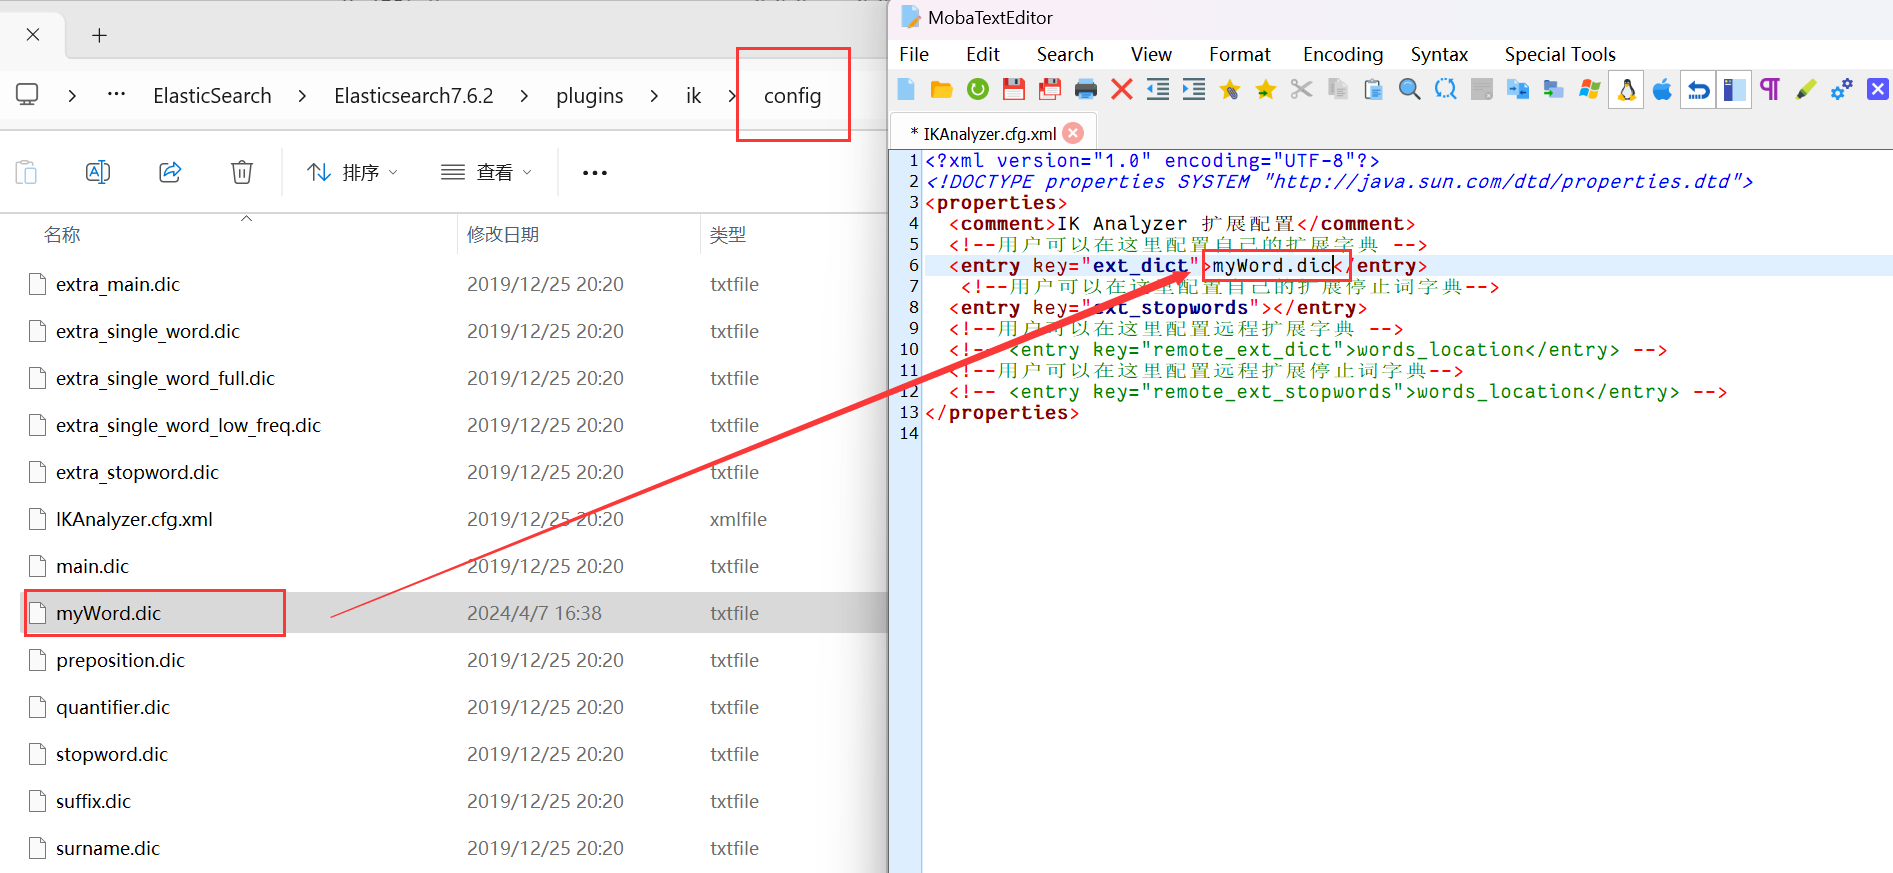 ElasticSearch > Elasticsearch7.6.2 > plugins > ik > config
排序 查看
名称 修改日期 类型
extra_main.dic 2019/12/25 20:20 txtfile
extra_single_word.dic 2019/12/25 20:20 txtfile
extra_single_word_full.dic 2019/12/25 20:20 txtfile
extra_single_word_low_freq.dic 2019/12/25 20:20 txtfile
extra_stopword.dic 2019/12/25 20:20 txtfile
IKAnalyzer.cfg.xml 2019/12/25 20:20 xmlfile
main.dic 2019/12/25 20:20 txtfile
myWord.dic 2024/4/7 16:38 txtfile
preposition.dic 2019/12/25 20:20 txtfile
quantifier.dic 2019/12/25 20:20 txtfile
stopword.dic 2019/12/25 20:20 txtfile
suffix.dic 2019/12/25 20:20 txtfile
surname.dic 2019/12/25 20:20 txtfile
MobaTextEditor
File Edit Search View Format Encoding Syntax Special Tools
* IKAnalyzer.cfg.xml
1 <?xml version="1.0" encoding="UTF-8"?>
2 <!DOCTYPE properties SYSTEM "http://java.sun.com/dtd/properties.dtd">
3 <properties>
4 <comment>IK Analyzer 扩展配置</comment>
5 <!--用户可以在这里配置自己的扩展字典 -->
6 <entry key="ext_dict">myWord.dic</entry>
7 <!--用户可以在这里配置自己的扩展停止词字典-->
8 <entry key="ext_stopwords"></entry>
9 <!--用户可以在这里配置远程扩展字典 -->
10 <!-- <entry key="remote_ext_dict">words_location</entry> -->
11 <!--用户可以在这里配置远程扩展停止词字典-->
12 <!-- <entry key="remote_ext_stopwords">words_location</entry> -->
13 </properties>
14